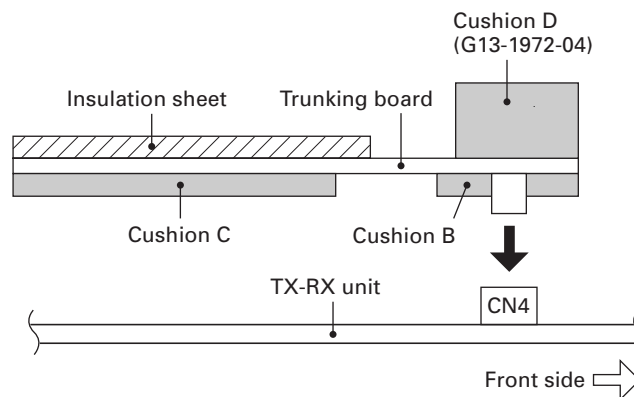 Cushion D
(G13-1972-04)
Insulation sheet
Trunking board
Cushion C
Cushion B
TX-RX unit
CN4
Front side